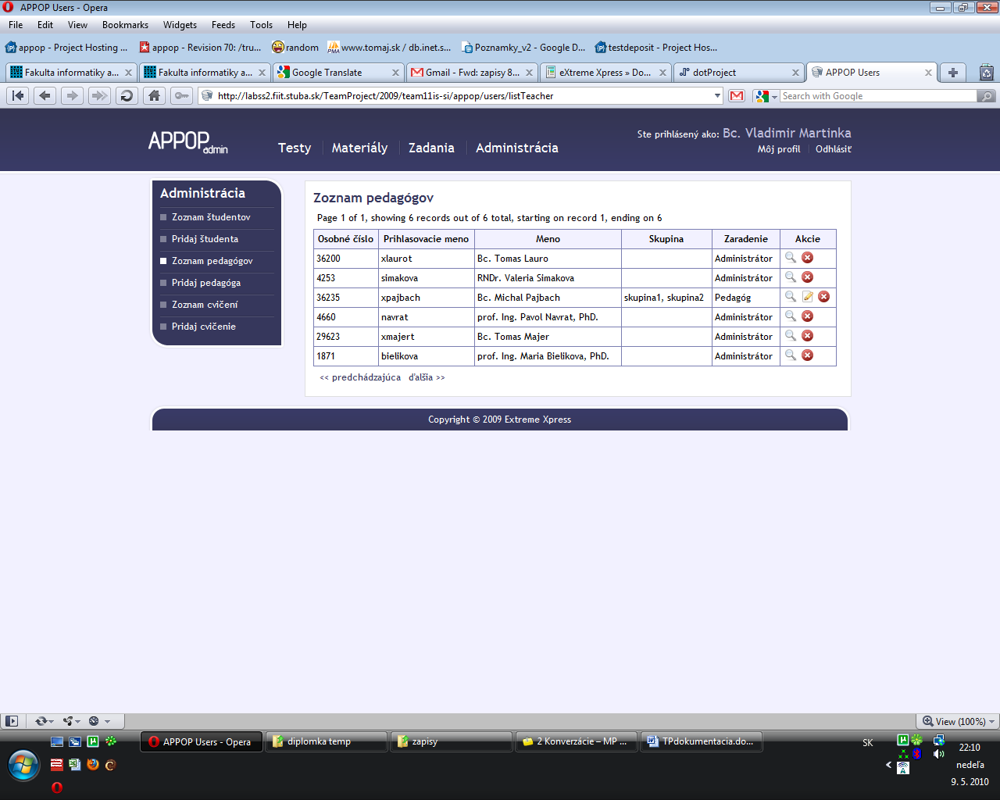 APPOP Users - Opera
File Edit View Bookmarks Widgets Feeds Tools Help
appop - Project Hosting ... appop - Revision 70: /tru... random www.tomaj.sk / db.inet.s... Poznamky_v2 - Google D... testdeposit - Project Hos...
Fakulta informatiky a... Fakulta informatiky a... Google Translate Gmail - Fwd: zapisy 8... eXtreme Xpress » Do... dotProject APPOP Users
http://labss2.fiit.stuba.sk/TeamProject/2009/team11is-si/appop/users/listTeacher Search with Google
APPOP admin
Testy Materiály Zadania Administrácia
Ste prihlásený ako: Bc. Vladimir Martinka
Môj profil Odhlásiť
Administrácia
Zoznam študentov
Pridaj študenta
Zoznam pedagógov
Pridaj pedagóga
Zoznam cvičení
Pridaj cvičenie
Zoznam pedagógov
Page 1 of 1, showing 6 records out of 6 total, starting on record 1, ending on 6
Osobné číslo Prihlasovacie meno Meno Skupina Zaradenie Akcie
36200 xlaurot Bc. Tomas Lauro Administrátor
4253 simakova RNDr. Valeria Simakova Administrátor
36235 xpajbach Bc. Michal Pajbach skupina1, skupina2 Pedagóg
4660 navrat prof. Ing. Pavol Navrat, PhD. Administrátor
29623 xmajert Bc. Tomas Majer Administrátor
1871 bielikova prof. Ing. Maria Bielikova, PhD. Administrátor
<< predchádzajúca ďalšia >>
Copyright © 2009 Extreme Xpress
View (100%)
APPOP Users - Opera diplomka temp zapisy 2 Konverzácie – MP ... TPdokumentacia.do... SK
22:10
nedeľa
9. 5. 2010